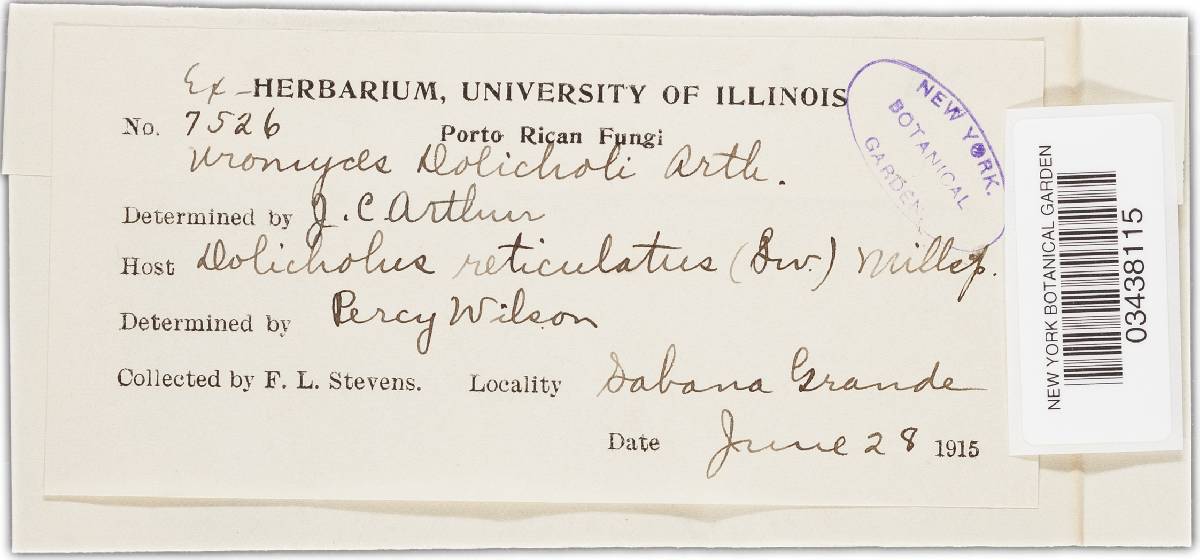 Ex-HERBARIUM, UNIVERSITY OF ILLINOIS
No. 7526
Porto Rican Fungi
Uromyces Dolicholi Arth.
Determined by J. C. Arthur
Host Dolicholus reticulatus (Sw.) Millsp.
Determined by Percy Wilson
Collected by F. L. Stevens. Locality Sabana Grande
Date June 28 1915
NEW YORK.
BOTANICAL
GARDEN
NEW YORK BOTANICAL GARDEN
03438115